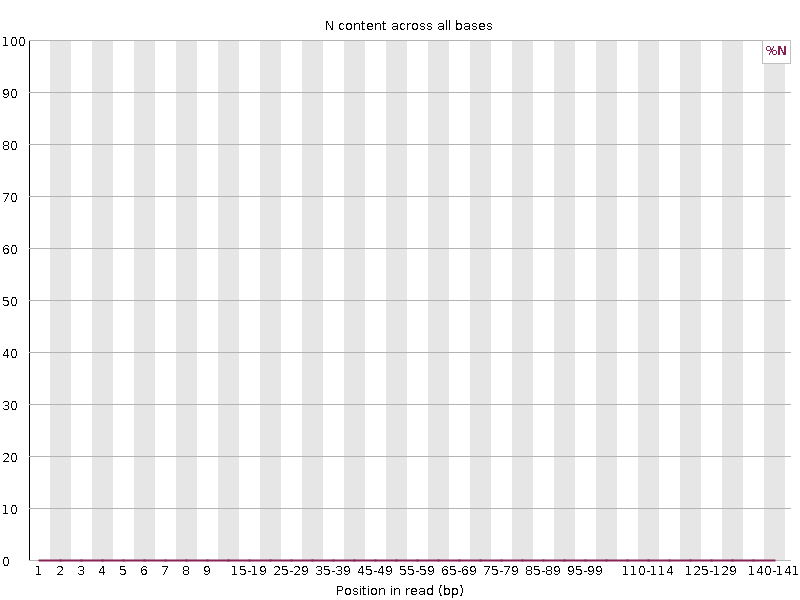 N content across all bases
%N
100
90
80
70
60
50
40
30
20
10
0
1 2 3 4 5 6 7 8 9 15-19 25-29 35-39 45-49 55-59 65-69 75-79 85-89 95-99 110-114 125-129 140-141
Position in read (bp)